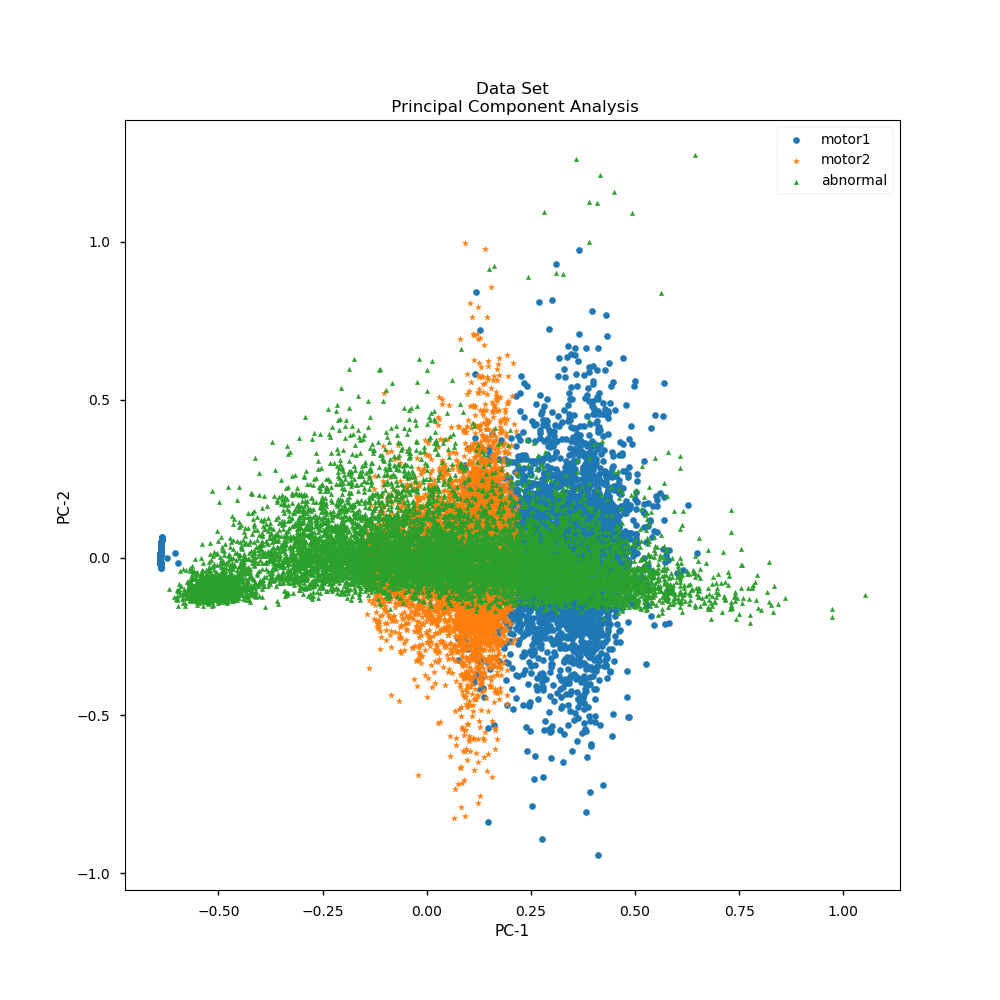 Data Set
Principal Component Analysis
motor1
motor2
abnormal
PC-2
1.0
0.5
0.0
−0.5
−1.0
−0.50
−0.25
0.00
0.25
0.50
0.75
1.00
PC-1